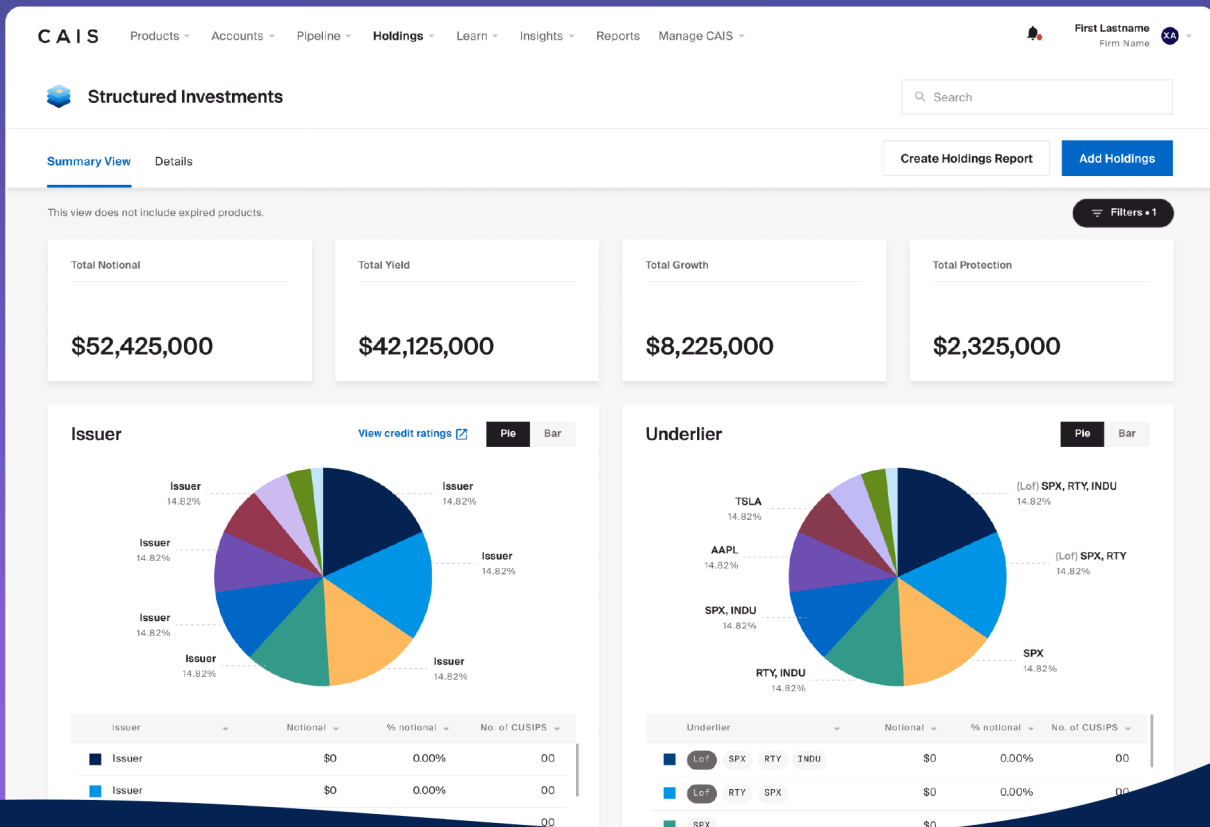 CAIS
Products
Accounts
Pipeline
Holdings
Learn
Insights
Reports
Manage CAIS
First Lastname
Firm Name
XA
Structured Investments
Search
Summary View
Details
Create Holdings Report
Add Holdings
This view does not include expired products.
Filters • 1
Total Notional
$52,425,000
Total Yield
$42,125,000
Total Growth
$8,225,000
Total Protection
$2,325,000
Issuer
View credit ratings
Pie
Bar
Issuer
14.82%
Issuer
14.82%
Issuer
14.82%
Issuer
14.82%
Issuer
14.82%
Issuer
14.82%
Issuer
14.82%
Issuer
14.82%
Issuer Notional % notional No. of CUSIPS
Issuer $0 0.00% 00
Issuer $0 0.00% 00
00
Underlier
Pie
Bar
(Lof) SPX, RTY, INDU
14.82%
TSLA
14.82%
AAPL
14.82%
(Lof) SPX, RTY
14.82%
SPX, INDU
14.82%
SPX
14.82%
RTY, INDU
14.82%
Underlier Notional % notional No. of CUSIPS
Lof SPX RTY INDU $0 0.00% 00
Lof RTY SPX $0 0.00% 00
SPX $0